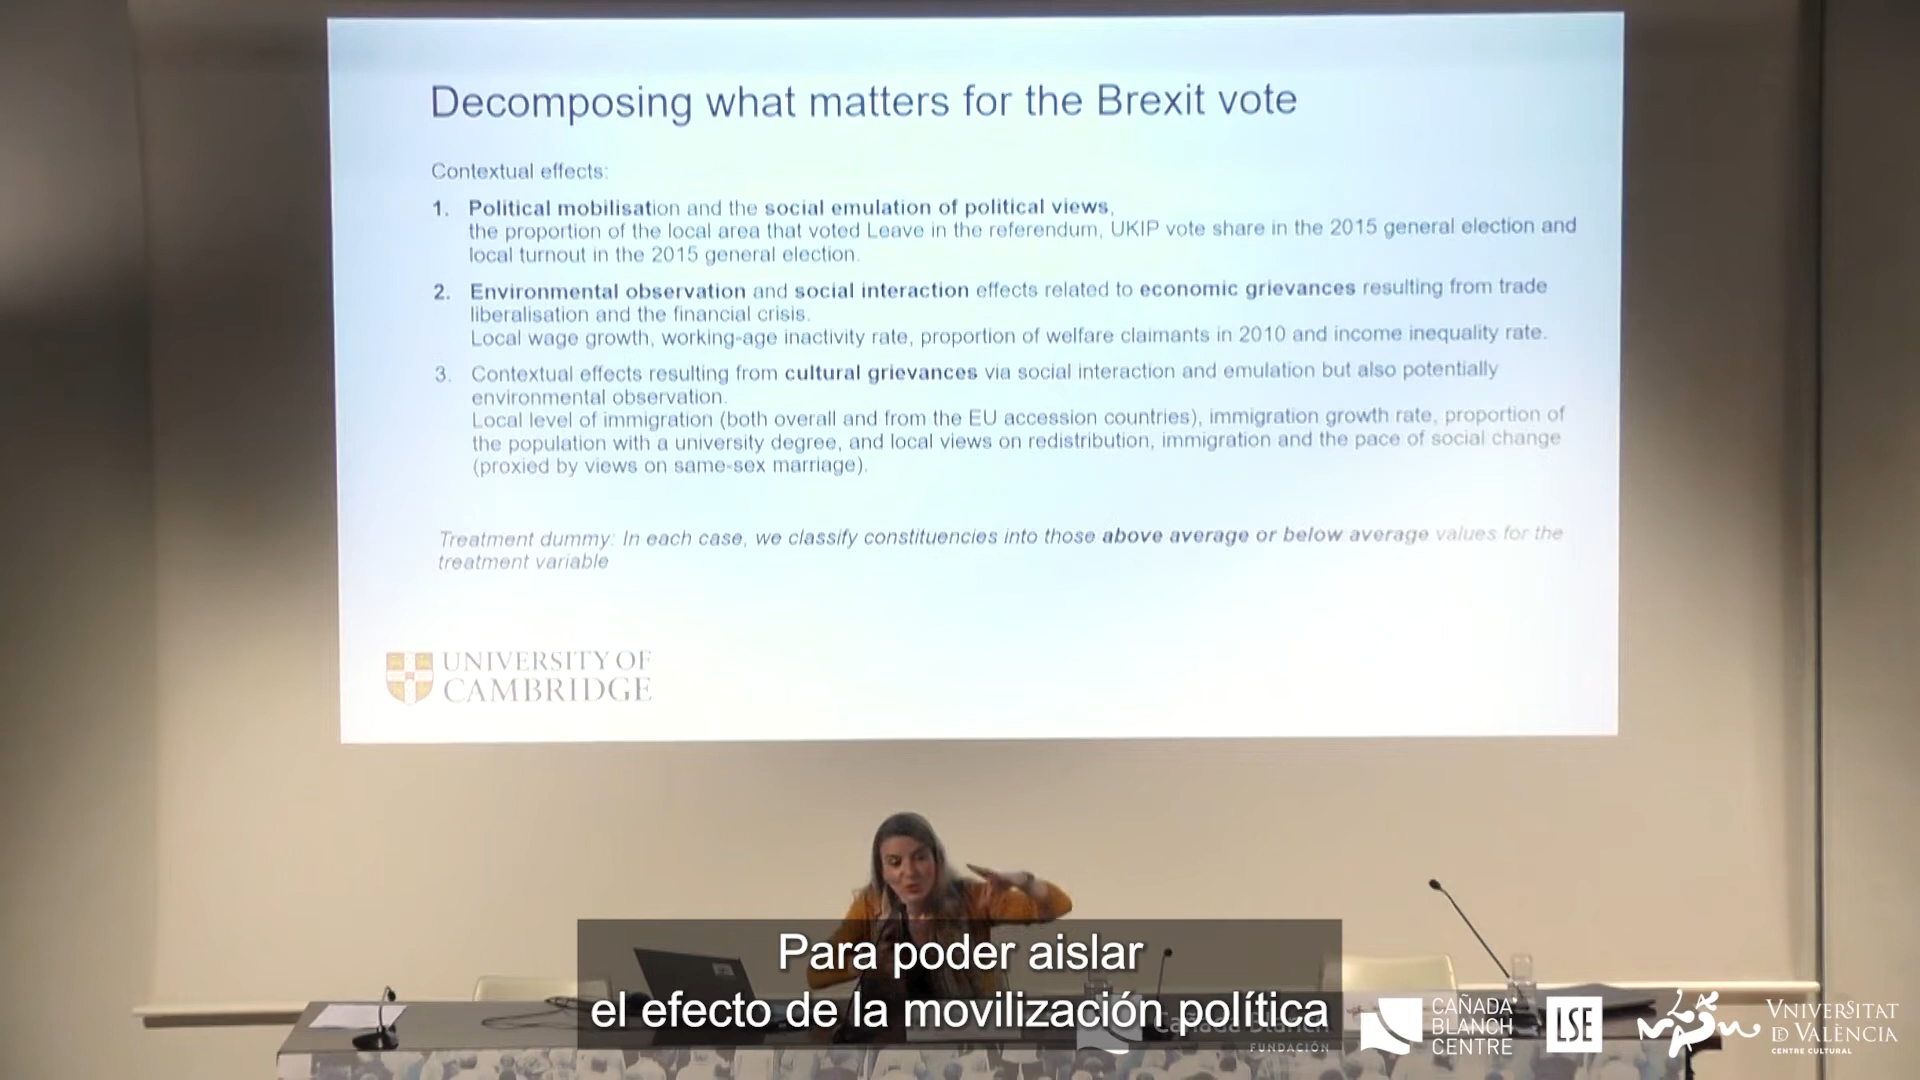 Decomposing what matters for the Brexit vote
Contextual effects:
1. Political mobilisation and the social emulation of political views,
the proportion of the local area that voted Leave in the referendum, UKIP vote share in the 2015 general election and
local turnout in the 2015 general election.
2. Environmental observation and social interaction effects related to economic grievances resulting from trade
liberalisation and the financial crisis.
Local wage growth, working-age inactivity rate, proportion of welfare claimants in 2010 and income inequality rate.
3. Contextual effects resulting from cultural grievances via social interaction and emulation but also potentially
environmental observation.
Local level of immigration (both overall and from the EU accession countries), immigration growth rate, proportion of
the population with a university degree, and local views on redistribution, immigration and the pace of social change
(proxied by views on same-sex marriage).
Treatment dummy: In each case, we classify constituencies into those above average or below average values for the
treatment variable
UNIVERSITY OF
CAMBRIDGE
Para poder aislar
el efecto de la movilización política
FUNDACIÓN
CAÑADA
BLANCH
CENTRE
LSE
VNIVERSITAT
ID VALÈNCIA
CENTRE CULTURAL